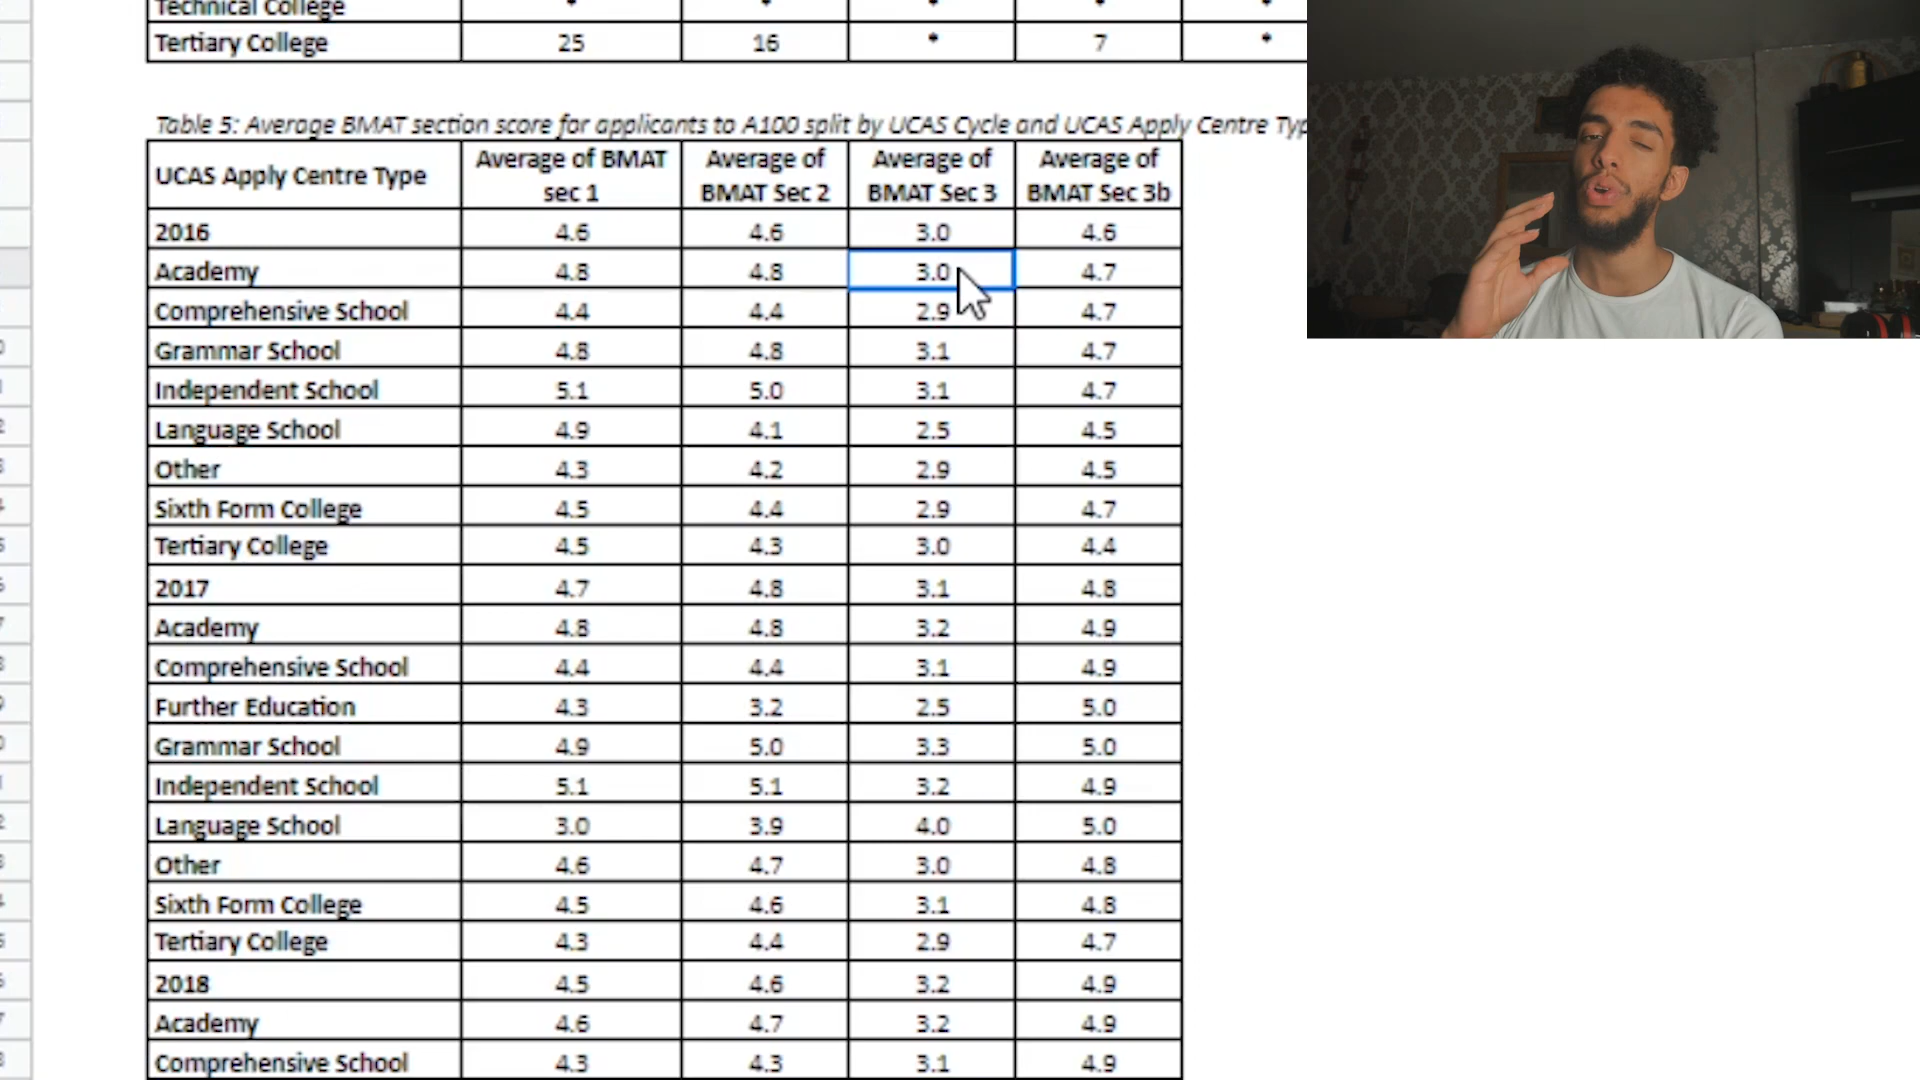 Technical College * * * * *
Tertiary College 25 16 * 7 *
Table 5: Average BMAT section score for applicants to A100 split by UCAS Cycle and UCAS Apply Centre Typ
UCAS Apply Centre Type Average of BMAT sec 1 Average of BMAT Sec 2 Average of BMAT Sec 3 Average of BMAT Sec 3b
2016 4.6 4.6 3.0 4.6
Academy 4.8 4.8 3.0 4.7
Comprehensive School 4.4 4.4 2.9 4.7
Grammar School 4.8 4.8 3.1 4.7
Independent School 5.1 5.0 3.1 4.7
Language School 4.9 4.1 2.5 4.5
Other 4.3 4.2 2.9 4.5
Sixth Form College 4.5 4.4 2.9 4.7
Tertiary College 4.5 4.3 3.0 4.4
2017 4.7 4.8 3.1 4.8
Academy 4.8 4.8 3.2 4.9
Comprehensive School 4.4 4.4 3.1 4.9
Further Education 4.3 3.2 2.5 5.0
Grammar School 4.9 5.0 3.3 5.0
Independent School 5.1 5.1 3.2 4.9
Language School 3.0 3.9 4.0 5.0
Other 4.6 4.7 3.0 4.8
Sixth Form College 4.5 4.6 3.1 4.8
Tertiary College 4.3 4.4 2.9 4.7
2018 4.5 4.6 3.2 4.9
Academy 4.6 4.7 3.2 4.9
Comprehensive School 4.3 4.3 3.1 4.9